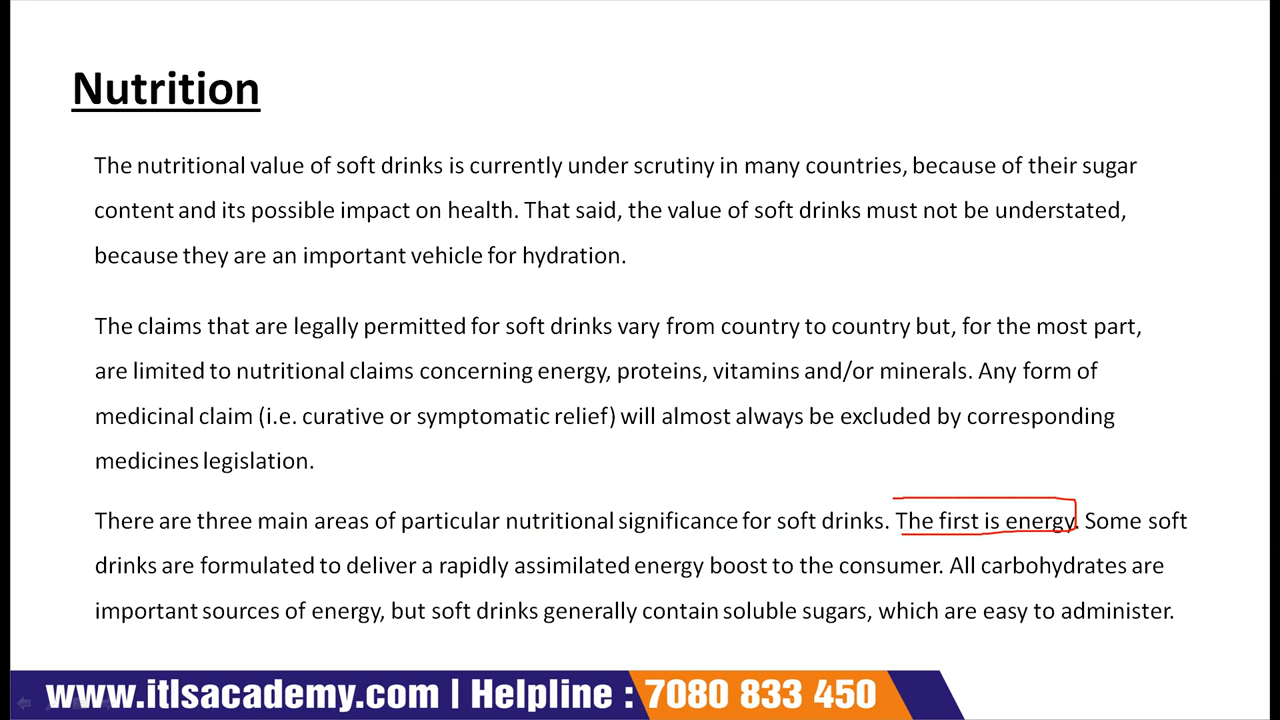 Nutrition
The nutritional value of soft drinks is currently under scrutiny in many countries, because of their sugar
content and its possible impact on health. That said, the value of soft drinks must not be understated,
because they are an important vehicle for hydration.
The claims that are legally permitted for soft drinks vary from country to country but, for the most part,
are limited to nutritional claims concerning energy, proteins, vitamins and/or minerals. Any form of
medicinal claim (i.e. curative or symptomatic relief) will almost always be excluded by corresponding
medicines legislation.
There are three main areas of particular nutritional significance for soft drinks. The first is energy. Some soft
drinks are formulated to deliver a rapidly assimilated energy boost to the consumer. All carbohydrates are
important sources of energy, but soft drinks generally contain soluble sugars, which are easy to administer.
www.itlsacademy.com | Helpline : 7080 833 450